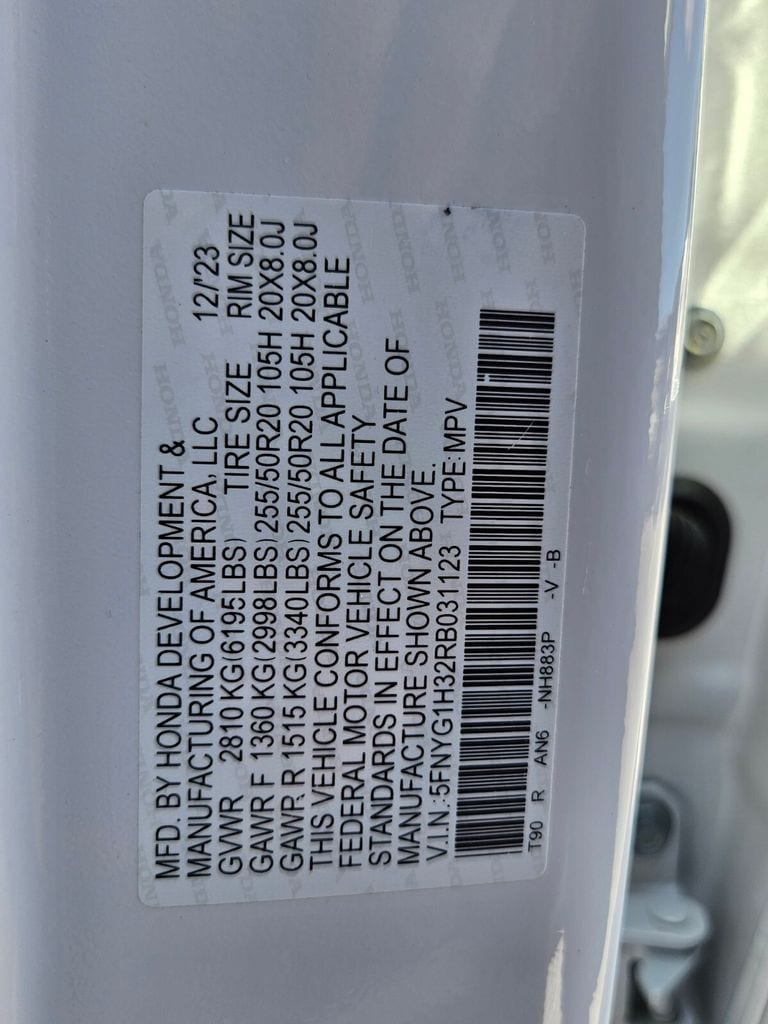 MFD. BY HONDA DEVELOPMENT &
MANUFACTURING OF AMERICA, LLC 12/'23
GVWR 2810 KG(6195LBS) TIRE SIZE RIM SIZE
GAWR F 1360 KG(2998LBS) 255/50R20 105H 20X8.0J
GAWR R 1515 KG(3340LBS) 255/50R20 105H 20X8.0J
THIS VEHICLE CONFORMS TO ALL APPLICABLE
FEDERAL MOTOR VEHICLE SAFETY
STANDARDS IN EFFECT ON THE DATE OF
MANUFACTURE SHOWN ABOVE.
V.I.N.:5FNYG1H32RB031123 TYPE:MPV
T90 R AN6 -NH883P -V -B